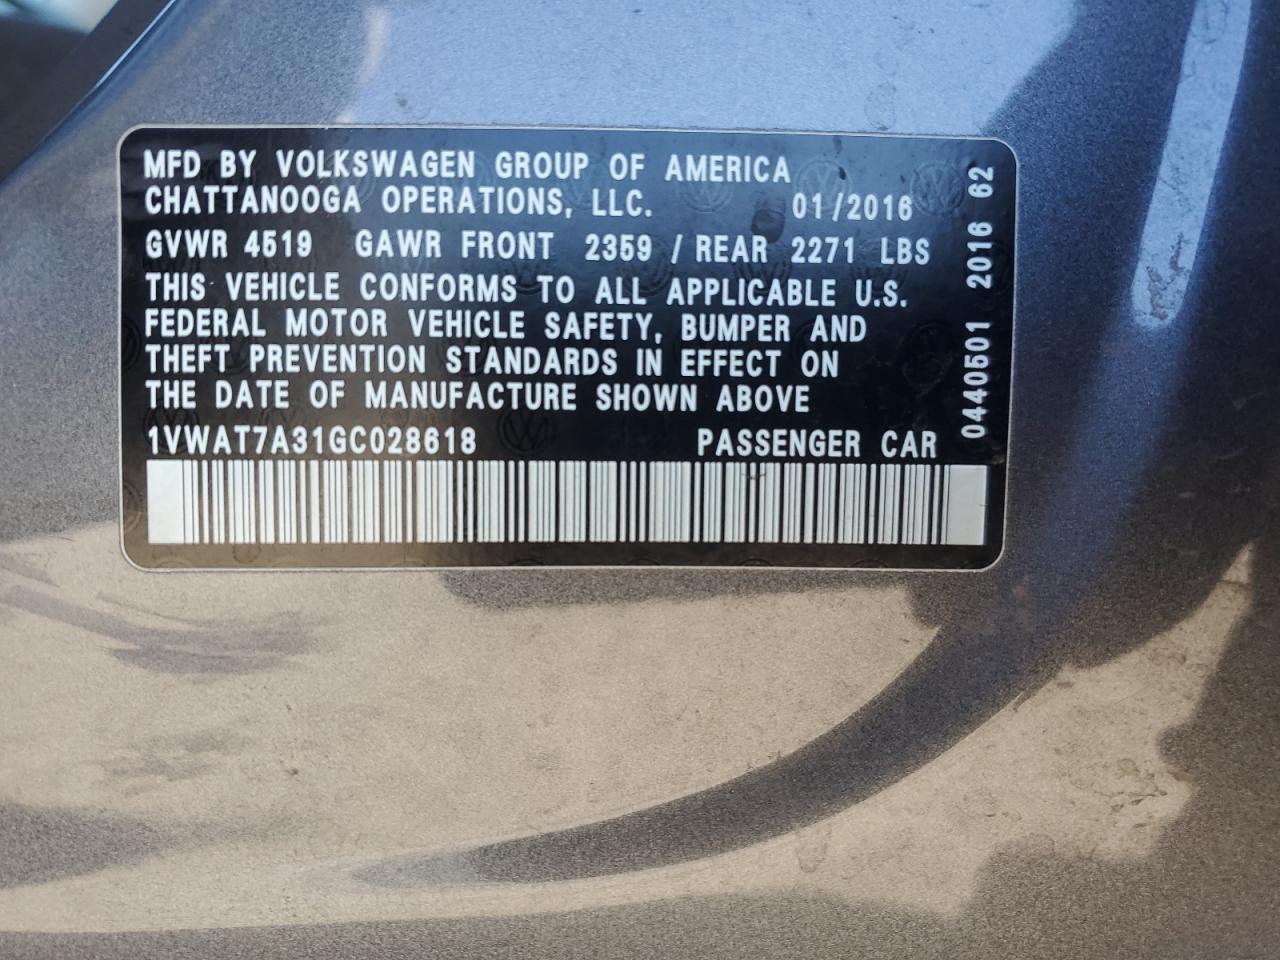 MFD BY VOLKSWAGEN GROUP OF AMERICA
CHATTANOOGA OPERATIONS, LLC. 01/2016
GVWR 4519 GAWR FRONT 2359 / REAR 2271 LBS
THIS VEHICLE CONFORMS TO ALL APPLICABLE U.S.
FEDERAL MOTOR VEHICLE SAFETY, BUMPER AND
THEFT PREVENTION STANDARDS IN EFFECT ON
THE DATE OF MANUFACTURE SHOWN ABOVE
1VWAT7A31GC028618 PASSENGER CAR
0440501 2016 62